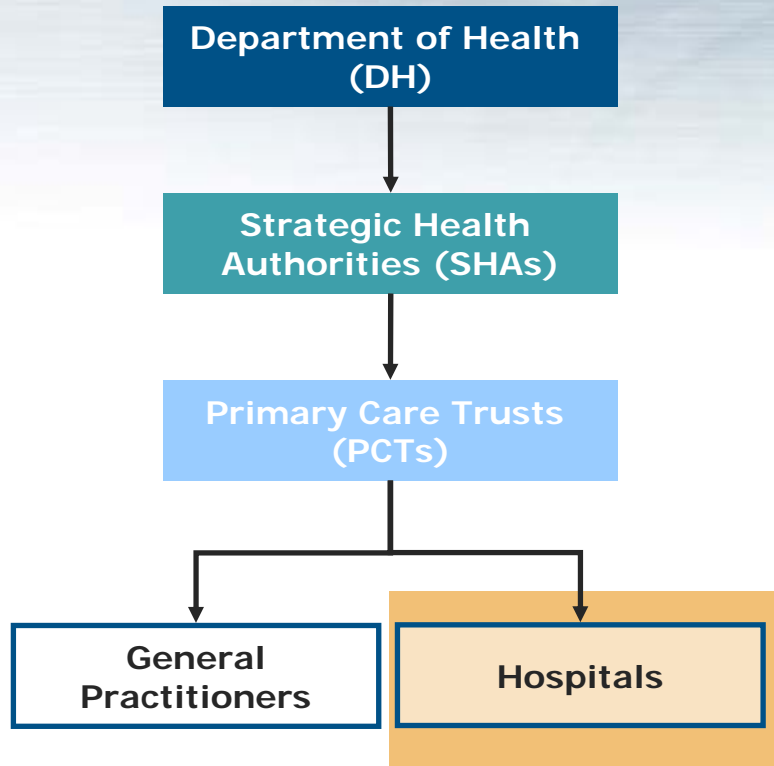 Department of Health
(DH)
Strategic Health
Authorities (SHAs)
Primary Care Trusts
(PCTs)
General
Practitioners
Hospitals